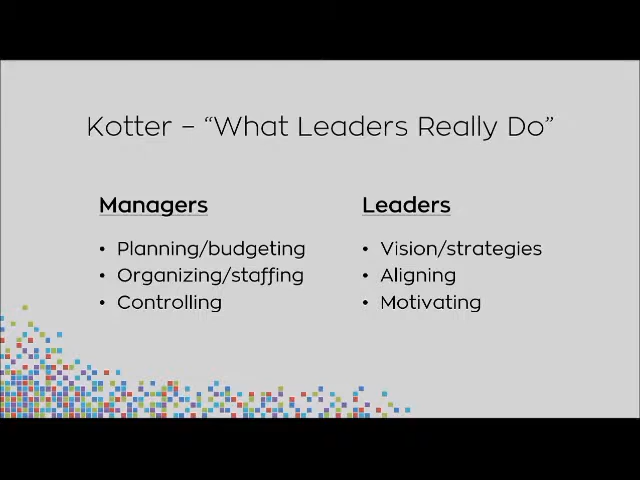 Kotter – “What Leaders Really Do”
Managers
• Planning/budgeting
• Organizing/staffing
• Controlling
Leaders
• Vision/strategies
• Aligning
• Motivating